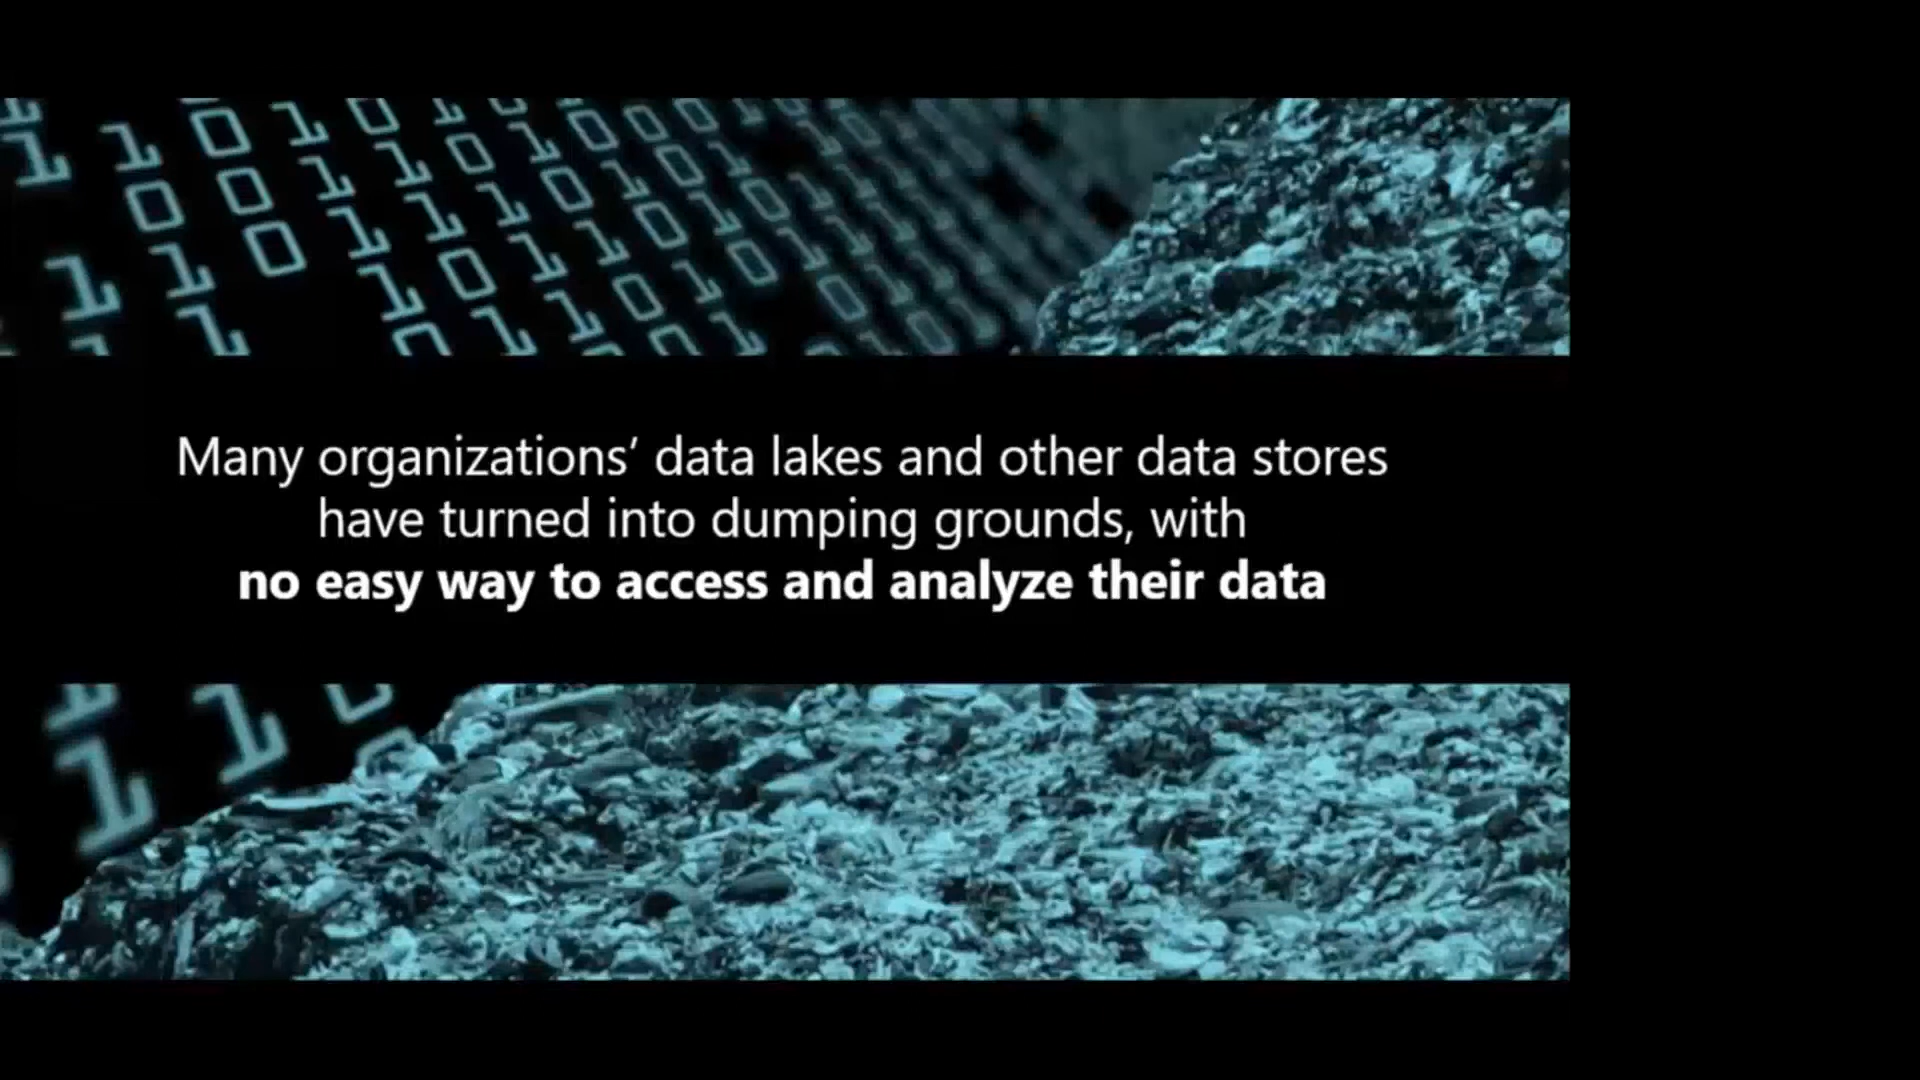 Many organizations’ data lakes and other data stores
have turned into dumping grounds, with
no easy way to access and analyze their data